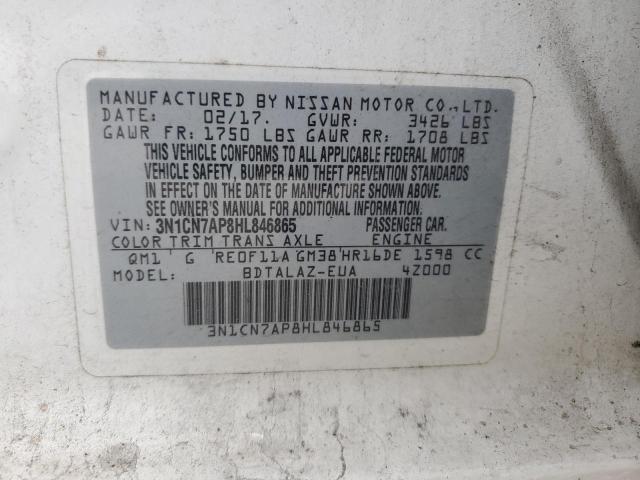 MANUFACTURED BY NISSAN MOTOR CO., LTD.
DATE: 02/17. GVWR: 3426 LBS
GAWR FR: 1750 LBS GAWR RR: 1708 LBS
THIS VEHICLE CONFORMS TO ALL APPLICABLE FEDERAL MOTOR
VEHICLE SAFETY, BUMPER AND THEFT PREVENTION STANDARDS
IN EFFECT ON THE DATE OF MANUFACTURE SHOWN ABOVE.
SEE OWNER'S MANUAL FOR ADDITIONAL INFORMATION.
VIN: 3N1CN7AP8HL846865 PASSENGER CAR.
COLOR TRIM TRANS AXLE ENGINE
QM1 G RE0F11A GM38 HR16DE 1598 CC
MODEL: BDTALAZ-EUA 4Z000
3N1CN7AP8HL846865